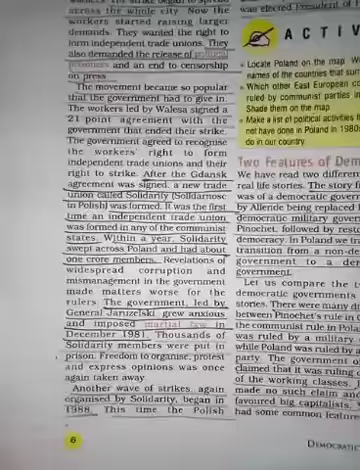 workers. The strike began to spread
across the whole city. Now the
workers started raising larger
demands. They wanted the right to
form independent trade unions. They
also demanded the release of political
prisoners and an end to censorship
on press.
The movement became so popular
that the government had to give in.
The workers led by Walesa signed a
21 point agreement with the
government that ended their strike.
The government agreed to recognise
the workers' right to form
independent trade unions and their
right to strike. After the Gdansk
agreement was signed, a new trade
union called Solidarity (Solidarnosc
in Polish) was formed. It was the first
time an independent trade union
was formed in any of the communist
states. Within a year, Solidarity
swept across Poland and had about
one crore members. Revelations of
widespread corruption and
mismanagement in the government
made matters worse for the
rulers. The government, led by
General Jaruzelski, grew anxious
and imposed martial law in
December 1981. Thousands of
Solidarity members were put in
prison. Freedom to organise, protest
and express opinions was once
again taken away.
Another wave of strikes, again
organised by Solidarity, began in
1988. This time the Polish
6
was elected President of
ACTIV
Locate Poland on the map. W
names of the countries that sur
Which other East European co
ruled by communist parties in
Shade them on the map.
Make a list of political activities t
not have done in Poland in 1980
do in our country.
Two Features of Dem
We have read two different
real life stories. The story f
was of a democratic gover
by Allende being replaced
democratic military gover
Pinochet, followed by resto
democracy. In Poland we tr
transition from a non-de
government to a der
government.
Let us compare the t
democratic governments
stories. There were many di
between Pinochet's rule in C
the communist rule in Pola
was ruled by a military
while Poland was ruled by a
party. The government o
claimed that it was ruling o
of the working classes.
made no such claim and
favoured big capitalists.
had some common feature
DEMOCRATIC